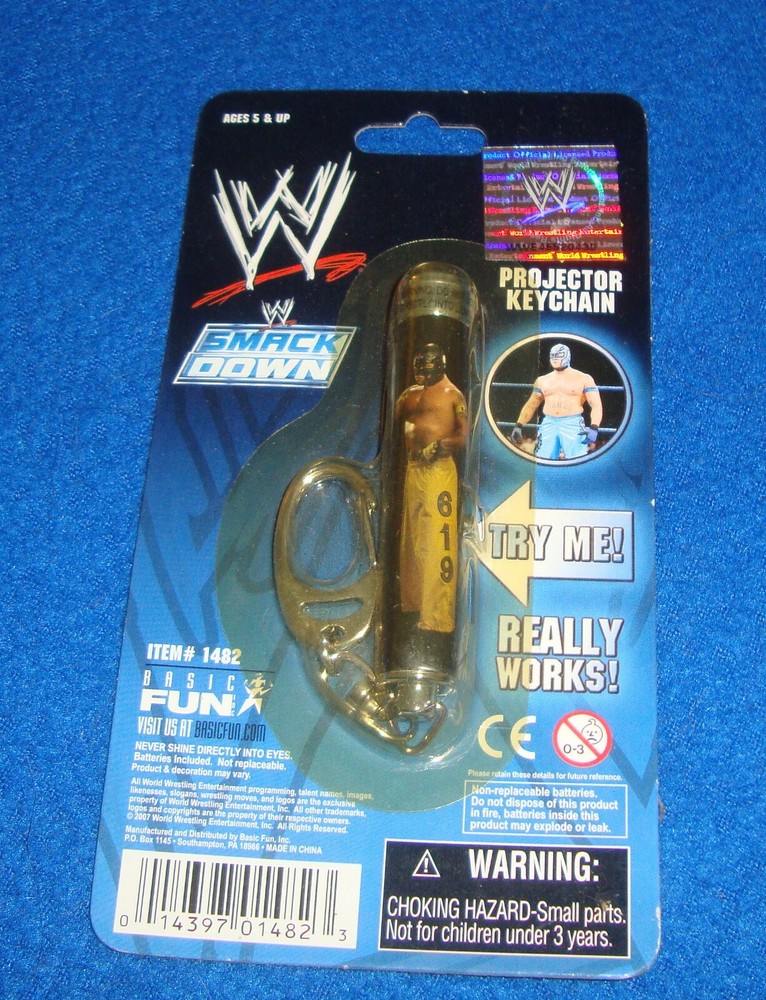 AGES 5 & UP
W
SMACK
DOWN
PROJECTOR
KEYCHAIN
6
1
9
TRY ME!
REALLY
WORKS!
ITEM# 1482
BASIC
FUN
VISIT US AT BASICFUN.COM
NEVER SHINE DIRECTLY INTO EYES.
Batteries Included. Not replaceable.
Product & decoration may vary.
All World Wrestling Entertainment programming, talent names, images,
likenesses, slogans, wrestling moves, and logos are the exclusive
property of World Wrestling Entertainment, Inc. All other trademarks,
logos and copyrights are the property of their respective owners.
© 2007 World Wrestling Entertainment, Inc. All Rights Reserved.
Manufactured and Distributed by Basic Fun, Inc.
P.O. Box 1145 • Southampton, PA 18966 • MADE IN CHINA
0 14397 01482 3
CE
0-3
Please retain these details for future reference.
Non-replaceable batteries.
Do not dispose of this product
in fire, batteries inside this
product may explode or leak.
WARNING:
CHOKING HAZARD-Small parts.
Not for children under 3 years.